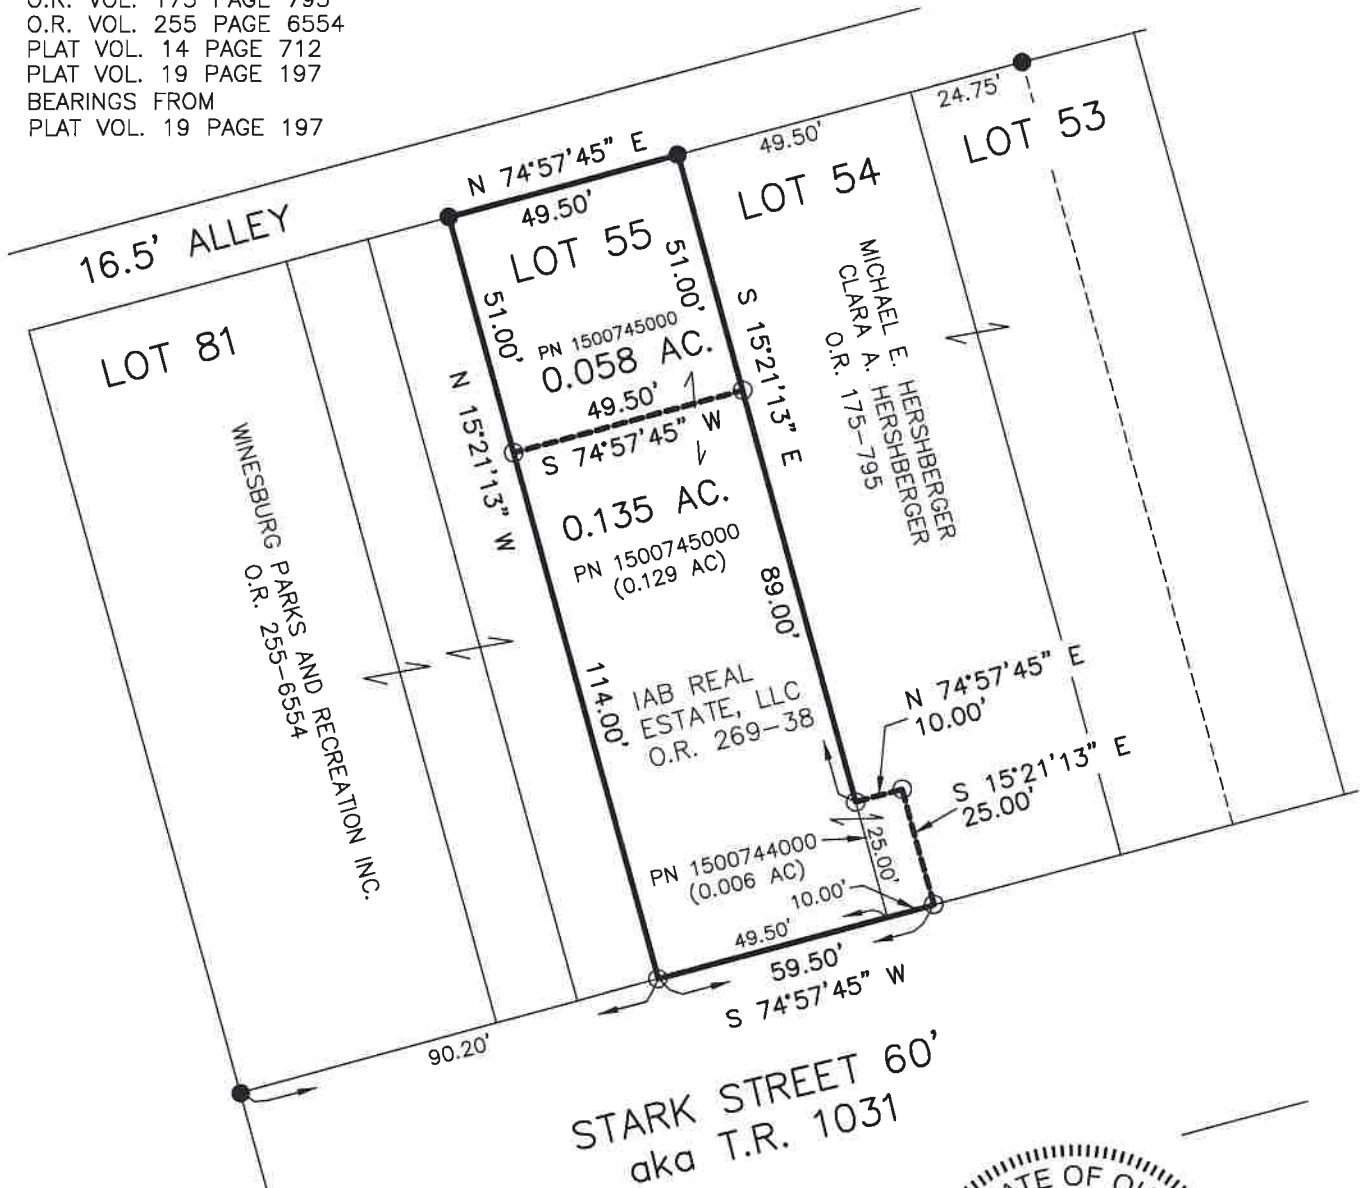 O.R. VOL. 175 PAGE 795
O.R. VOL. 255 PAGE 6554
PLAT VOL. 14 PAGE 712
PLAT VOL. 19 PAGE 197
BEARINGS FROM
PLAT VOL. 19 PAGE 197
24.75'
LOT 53
49.50'
LOT 54
N 74°57'45" E
49.50'
16.5' ALLEY
LOT 55
51.00'
51.00'
S 15°21'13" E
MICHAEL E. HERSHBERGER
CLARA A. HERSHBERGER
O.R. 175-795
LOT 81
PN 1500745000
0.058 AC.
49.50'
S 74°57'45" W
N 15°21'13" W
WINESBURG PARKS AND RECREATION INC.
O.R. 255-6554
0.135 AC.
PN 1500745000
(0.129 AC)
89.00'
114.00'
IAB REAL
ESTATE, LLC
O.R. 269-38
N 74°57'45" E
10.00'
S 15°21'13" E
25.00'
25.00'
PN 1500744000
(0.006 AC)
10.00'
49.50'
59.50'
S 74°57'45" W
90.20'
STARK STREET 60'
aka T.R. 1031
OF